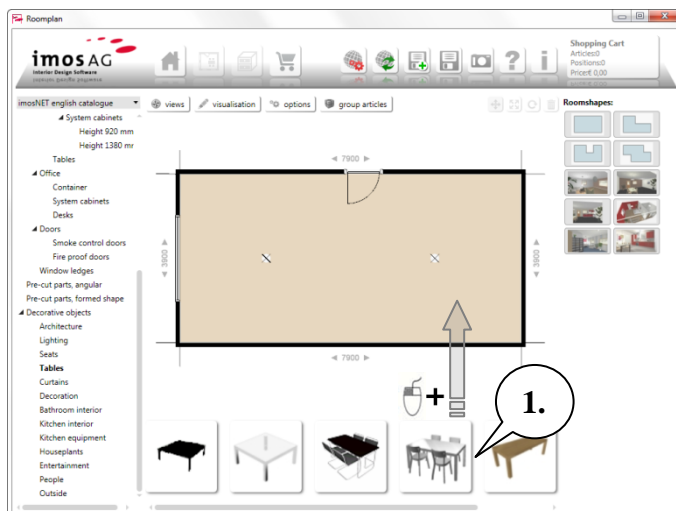 Roomplan
imos AG
Interior Design Software
Shopping Cart
Articles:0
Positions:0
Price:€ 0,00
imosNET english catalogue
views
visualisation
options
group articles
Roomshapes:
System cabinets
Height 920 mm
Height 1380 mr
Tables
Office
Container
System cabinets
Desks
Doors
Smoke control doors
Fire proof doors
Window ledges
Pre-cut parts, angular
Pre-cut parts, formed shape
Decorative objects
Architecture
Lighting
Seats
Tables
Curtains
Decoration
Bathroom interior
Kitchen interior
Kitchen equipment
Houseplants
Entertainment
People
Outside
7900
3900
3900
7900
+
1.